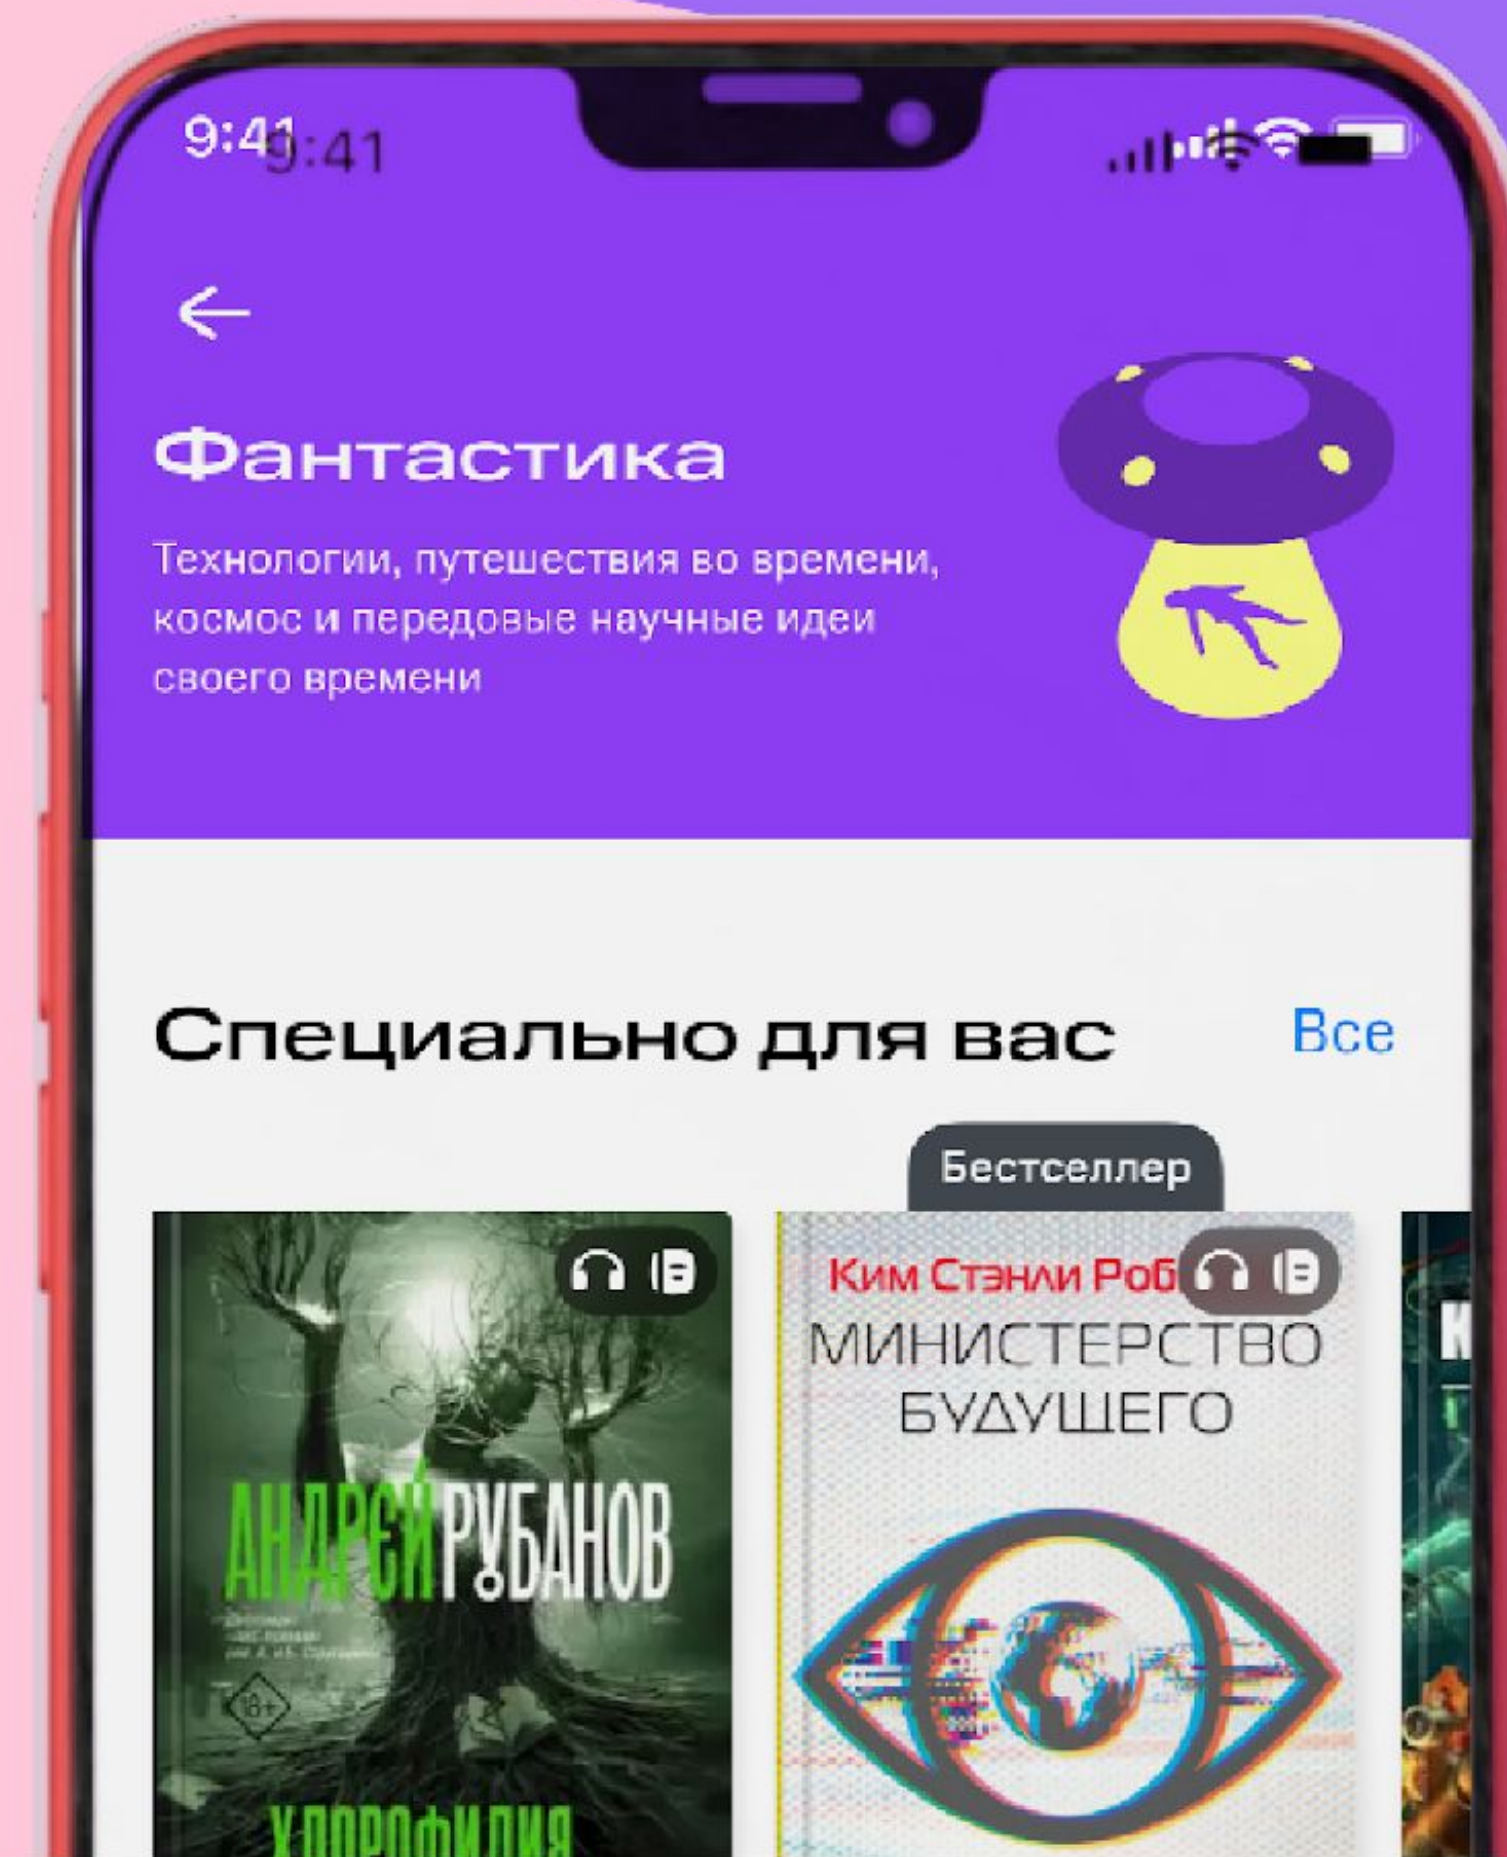 9:41
9:41
Фантастика
Технологии, путешествия во времени,
космос и передовые научные идеи
своего времени
Специально для вас
Все
Бестселлер
АНДРЕЙ РУБАНОВ
18+
ХЛОРОФИЛИЯ
Ким Стэнли Роб
МИНИСТЕРСТВО
БУДУЩЕГО
К